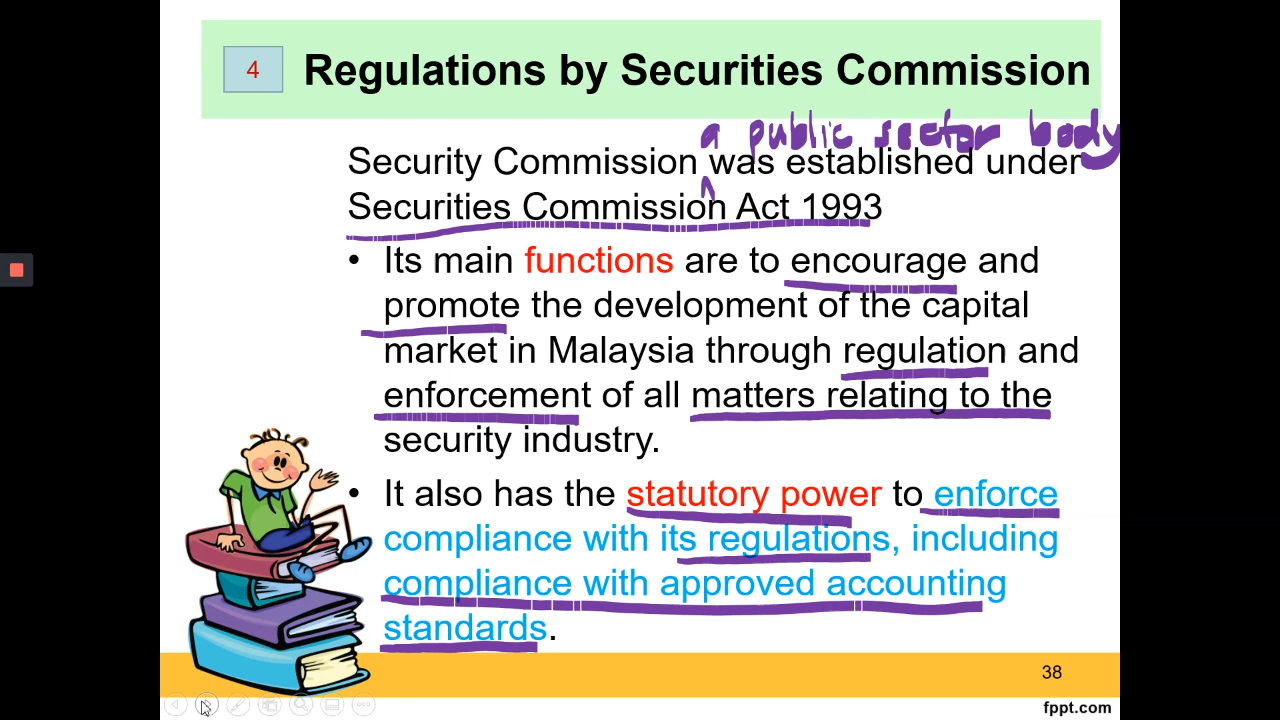 4
Regulations by Securities Commission
a public sector body
Security Commission was established under
Securities Commission Act 1993
• Its main functions are to encourage and
promote the development of the capital
market in Malaysia through regulation and
enforcement of all matters relating to the
security industry.
• It also has the statutory power to enforce
compliance with its regulations, including
compliance with approved accounting
standards.
38
fppt.com